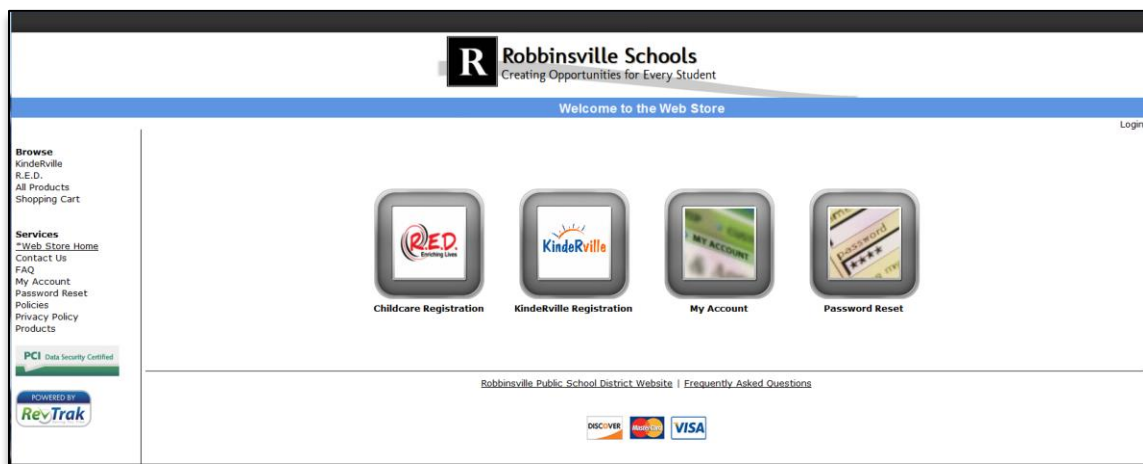 R Robbinsville Schools
Creating Opportunities for Every Student
Welcome to the Web Store
Login
Browse
KindeRville
R.E.D.
All Products
Shopping Cart
Services
*Web Store Home
Contact Us
FAQ
My Account
Password Reset
Policies
Privacy Policy
Products
PCI Data Security Certified
POWERED BY
RevTrak
R.E.D.
Enriching Lives
KindeRville
MY ACCOUNT
password
****
Childcare Registration
KindeRville Registration
My Account
Password Reset
Robbinsville Public School District Website | Frequently Asked Questions
DISCOVER MasterCard VISA